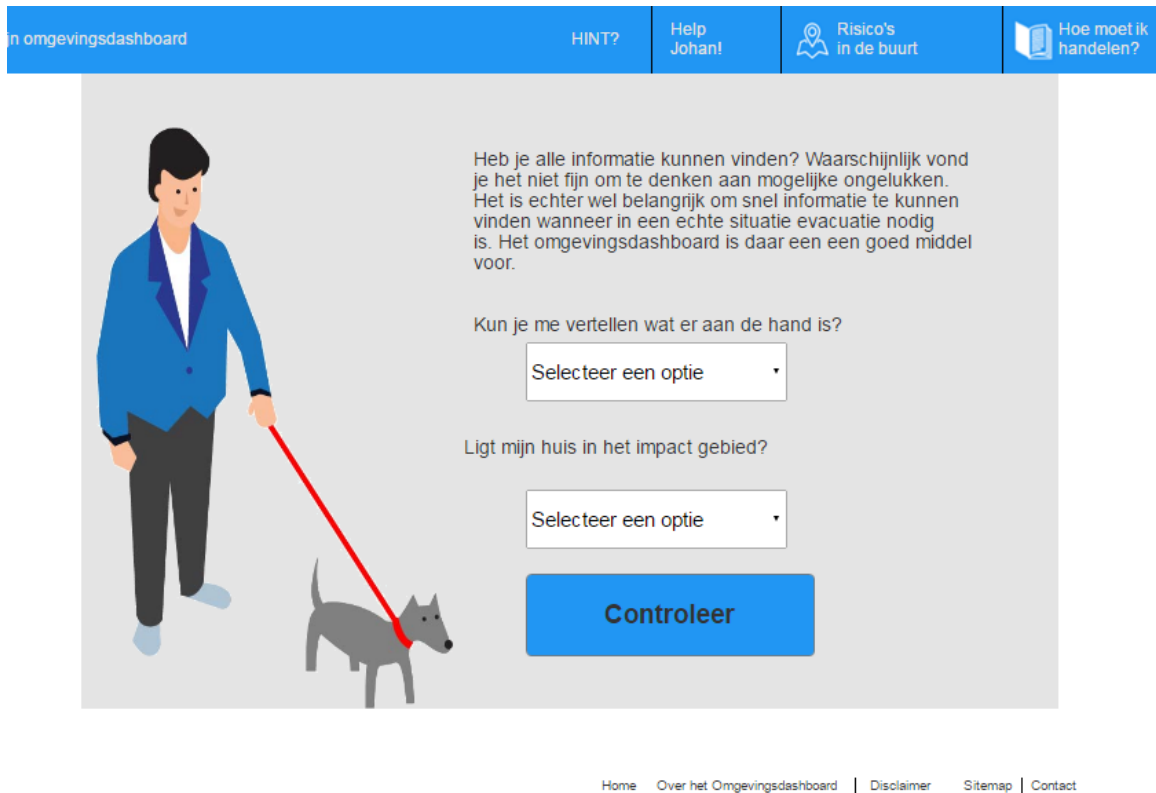 jn omgevingsdashboard
HINT?
Help
Johan!
Risico's
in de buurt
Hoe moet ik
handelen?
Heb je alle informatie kunnen vinden? Waarschijnlijk vond
je het niet fijn om te denken aan mogelijke ongelukken.
Het is echter wel belangrijk om snel informatie te kunnen
vinden wanneer in een echte situatie evacuatie nodig
is. Het omgevingsdashboard is daar een een goed middel
voor.
Kun je me vertellen wat er aan de hand is?
Selecteer een optie
Ligt mijn huis in het impact gebied?
Selecteer een optie
Controleer
Home Over het Omgevingsdashboard | Disclaimer Sitemap | Contact